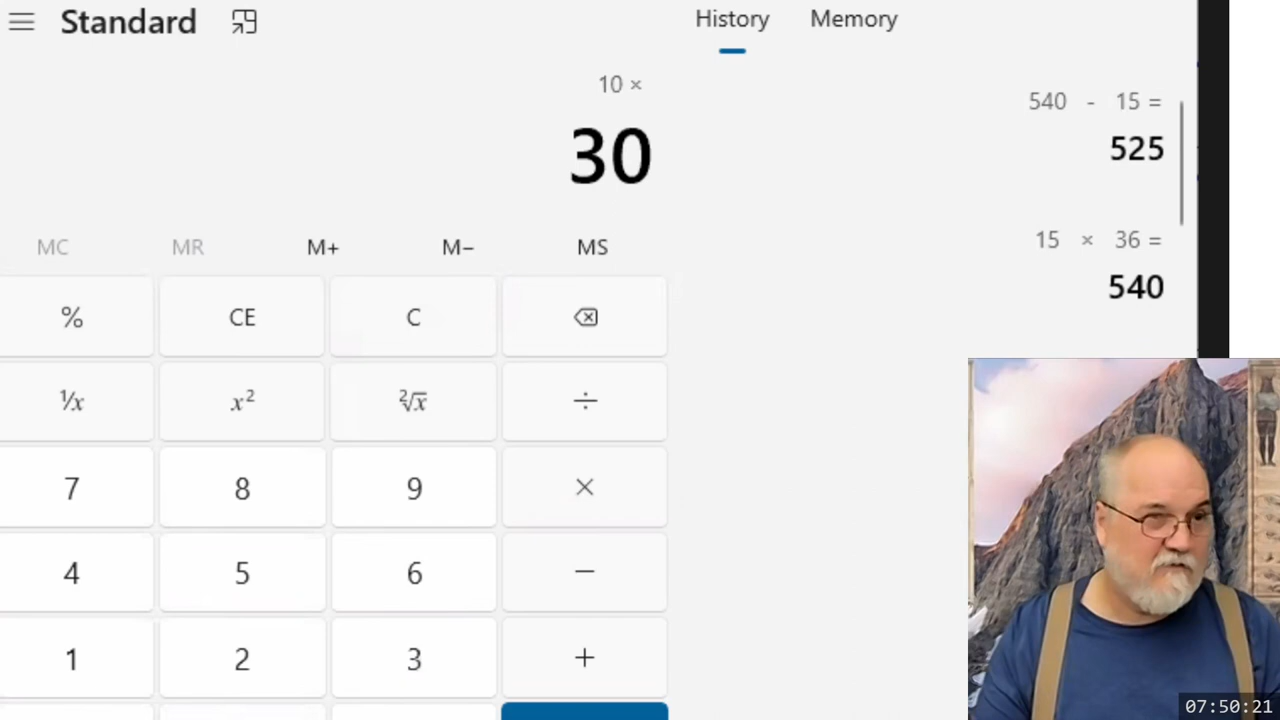 Standard
History Memory
10 ×
30
540 - 15 =
525
15 × 36 =
540
MC MR M+ M− MS
% CE C
¹⁄x x² ²√x ÷
7 8 9 ×
4 5 6 −
1 2 3 +
07:50:21